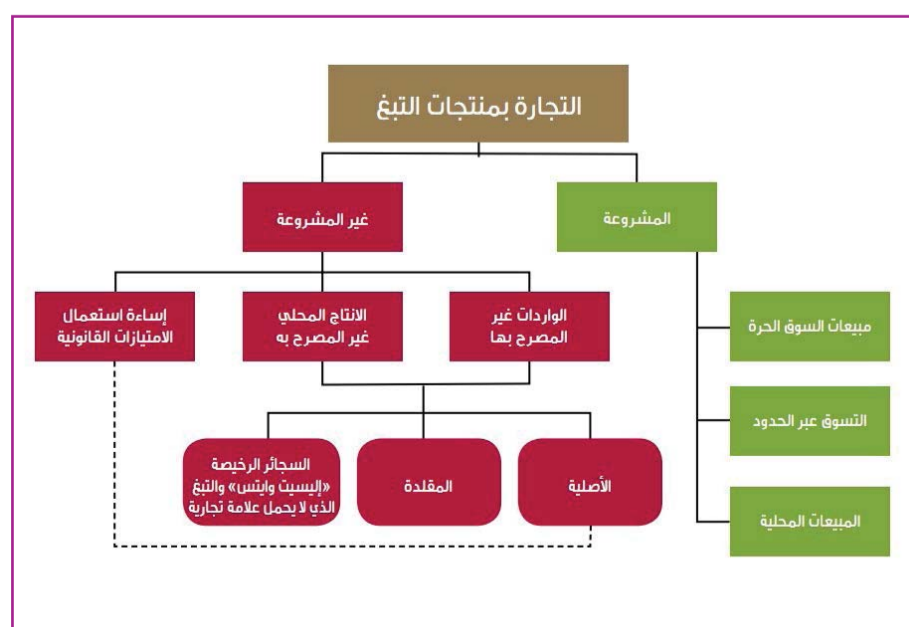 التجارة بمنتجات التبغ
المشروعة
غير المشروعة
مبيعات السوق الحرة
التسوق عبر الحدود
المبيعات المحلية
الواردات غير
المصرح بها
الانتاج المحلي
غير المصرح به
إساءة استعمال
الامتيازات القانونية
الأصلية
المقلدة
السجائر الرخيصة
«إليسيت وايتس» والتبغ
الذي لا يحمل علامة تجارية